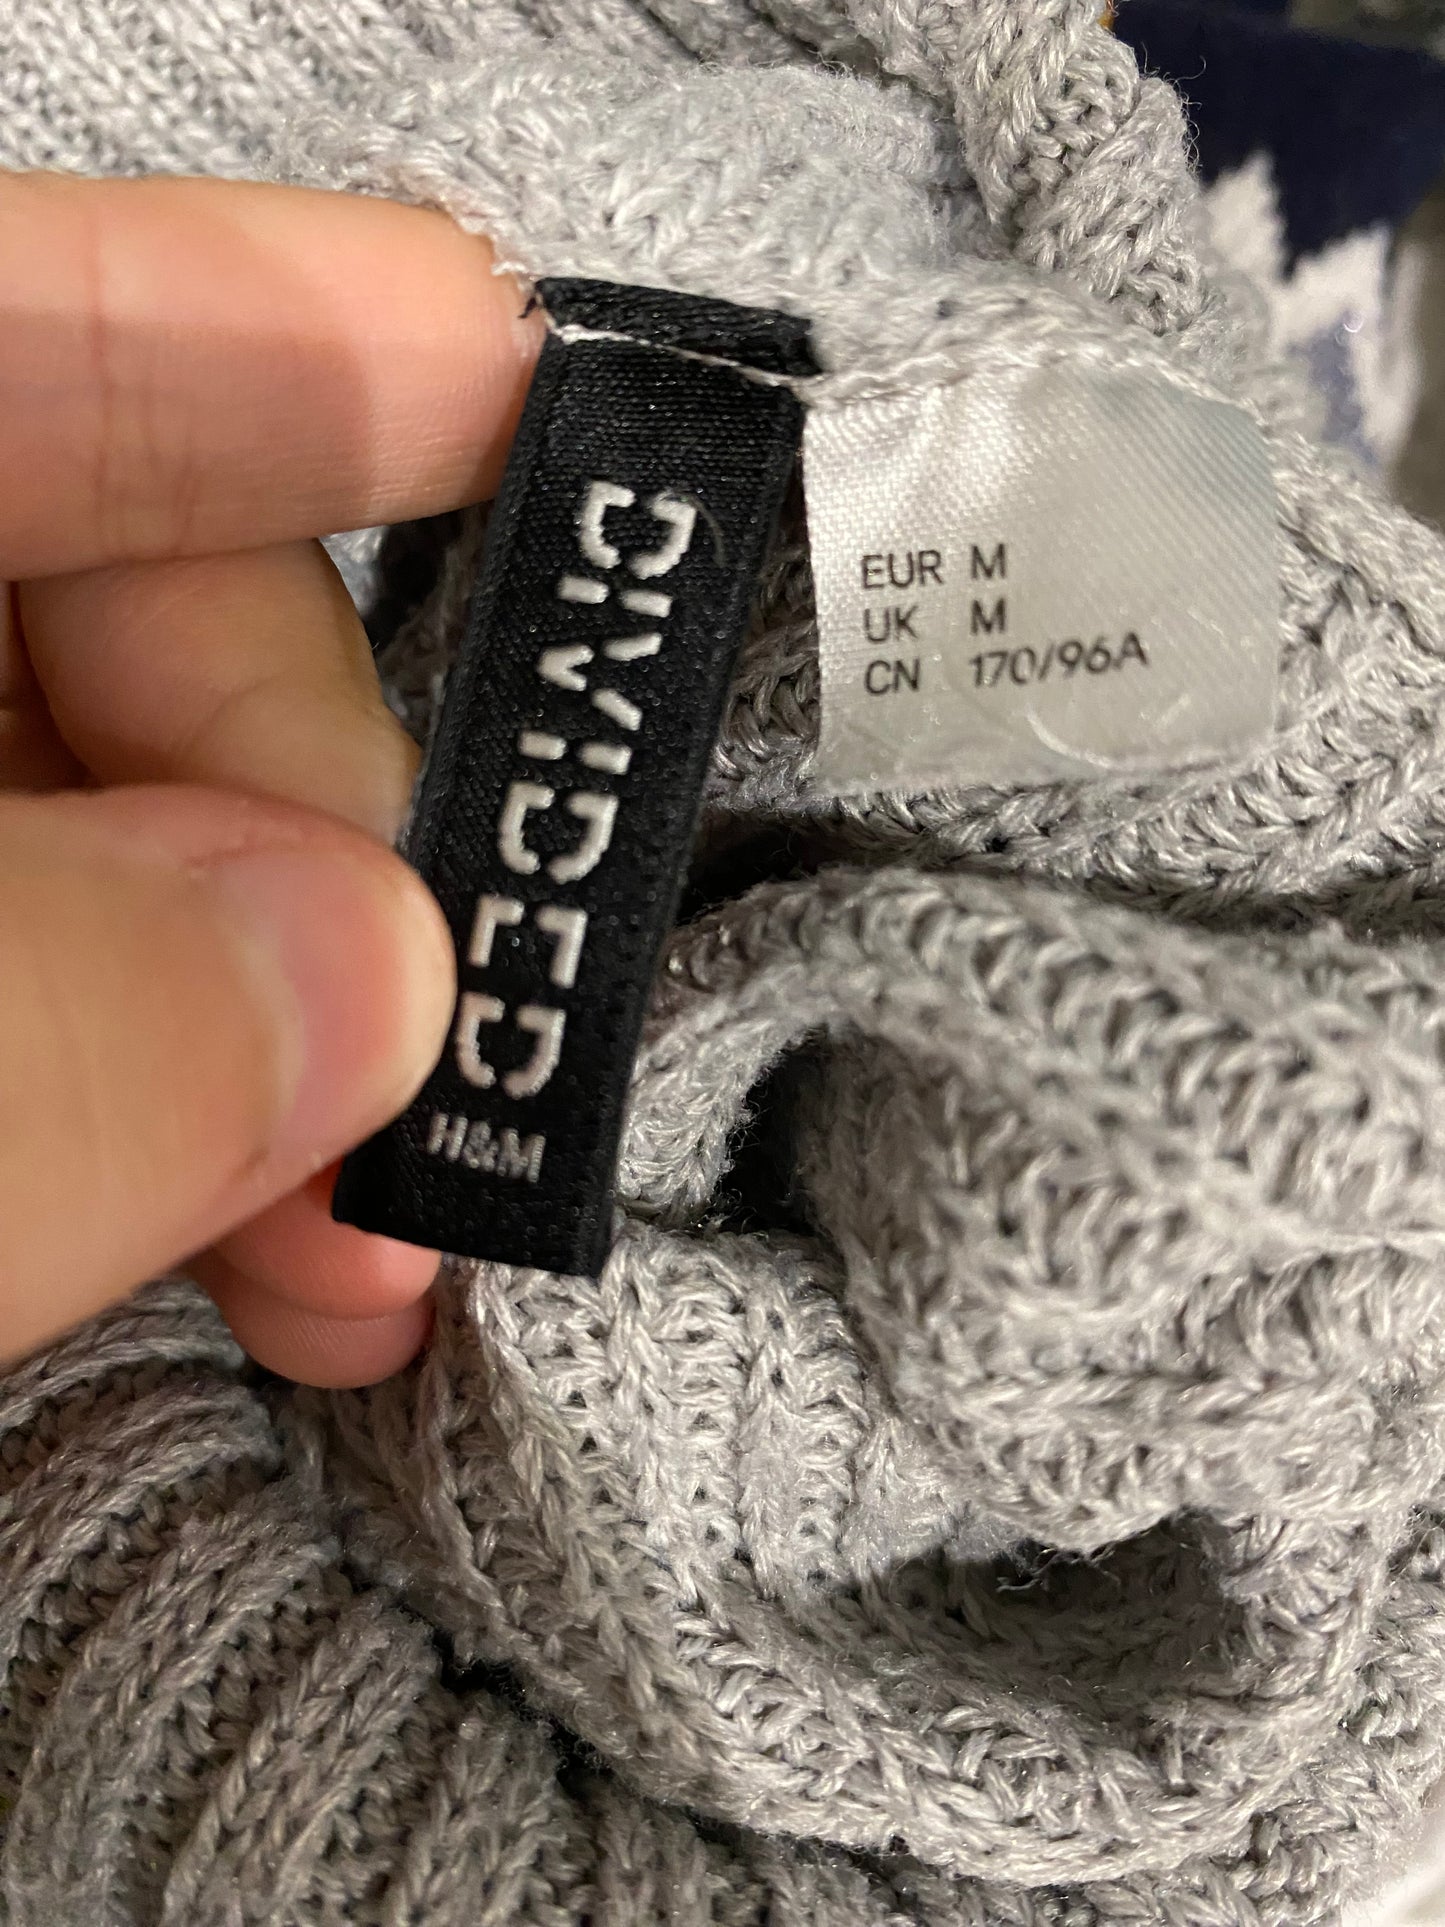 DIVIDED
H&M
EUR M
UK M
CN 170/96A